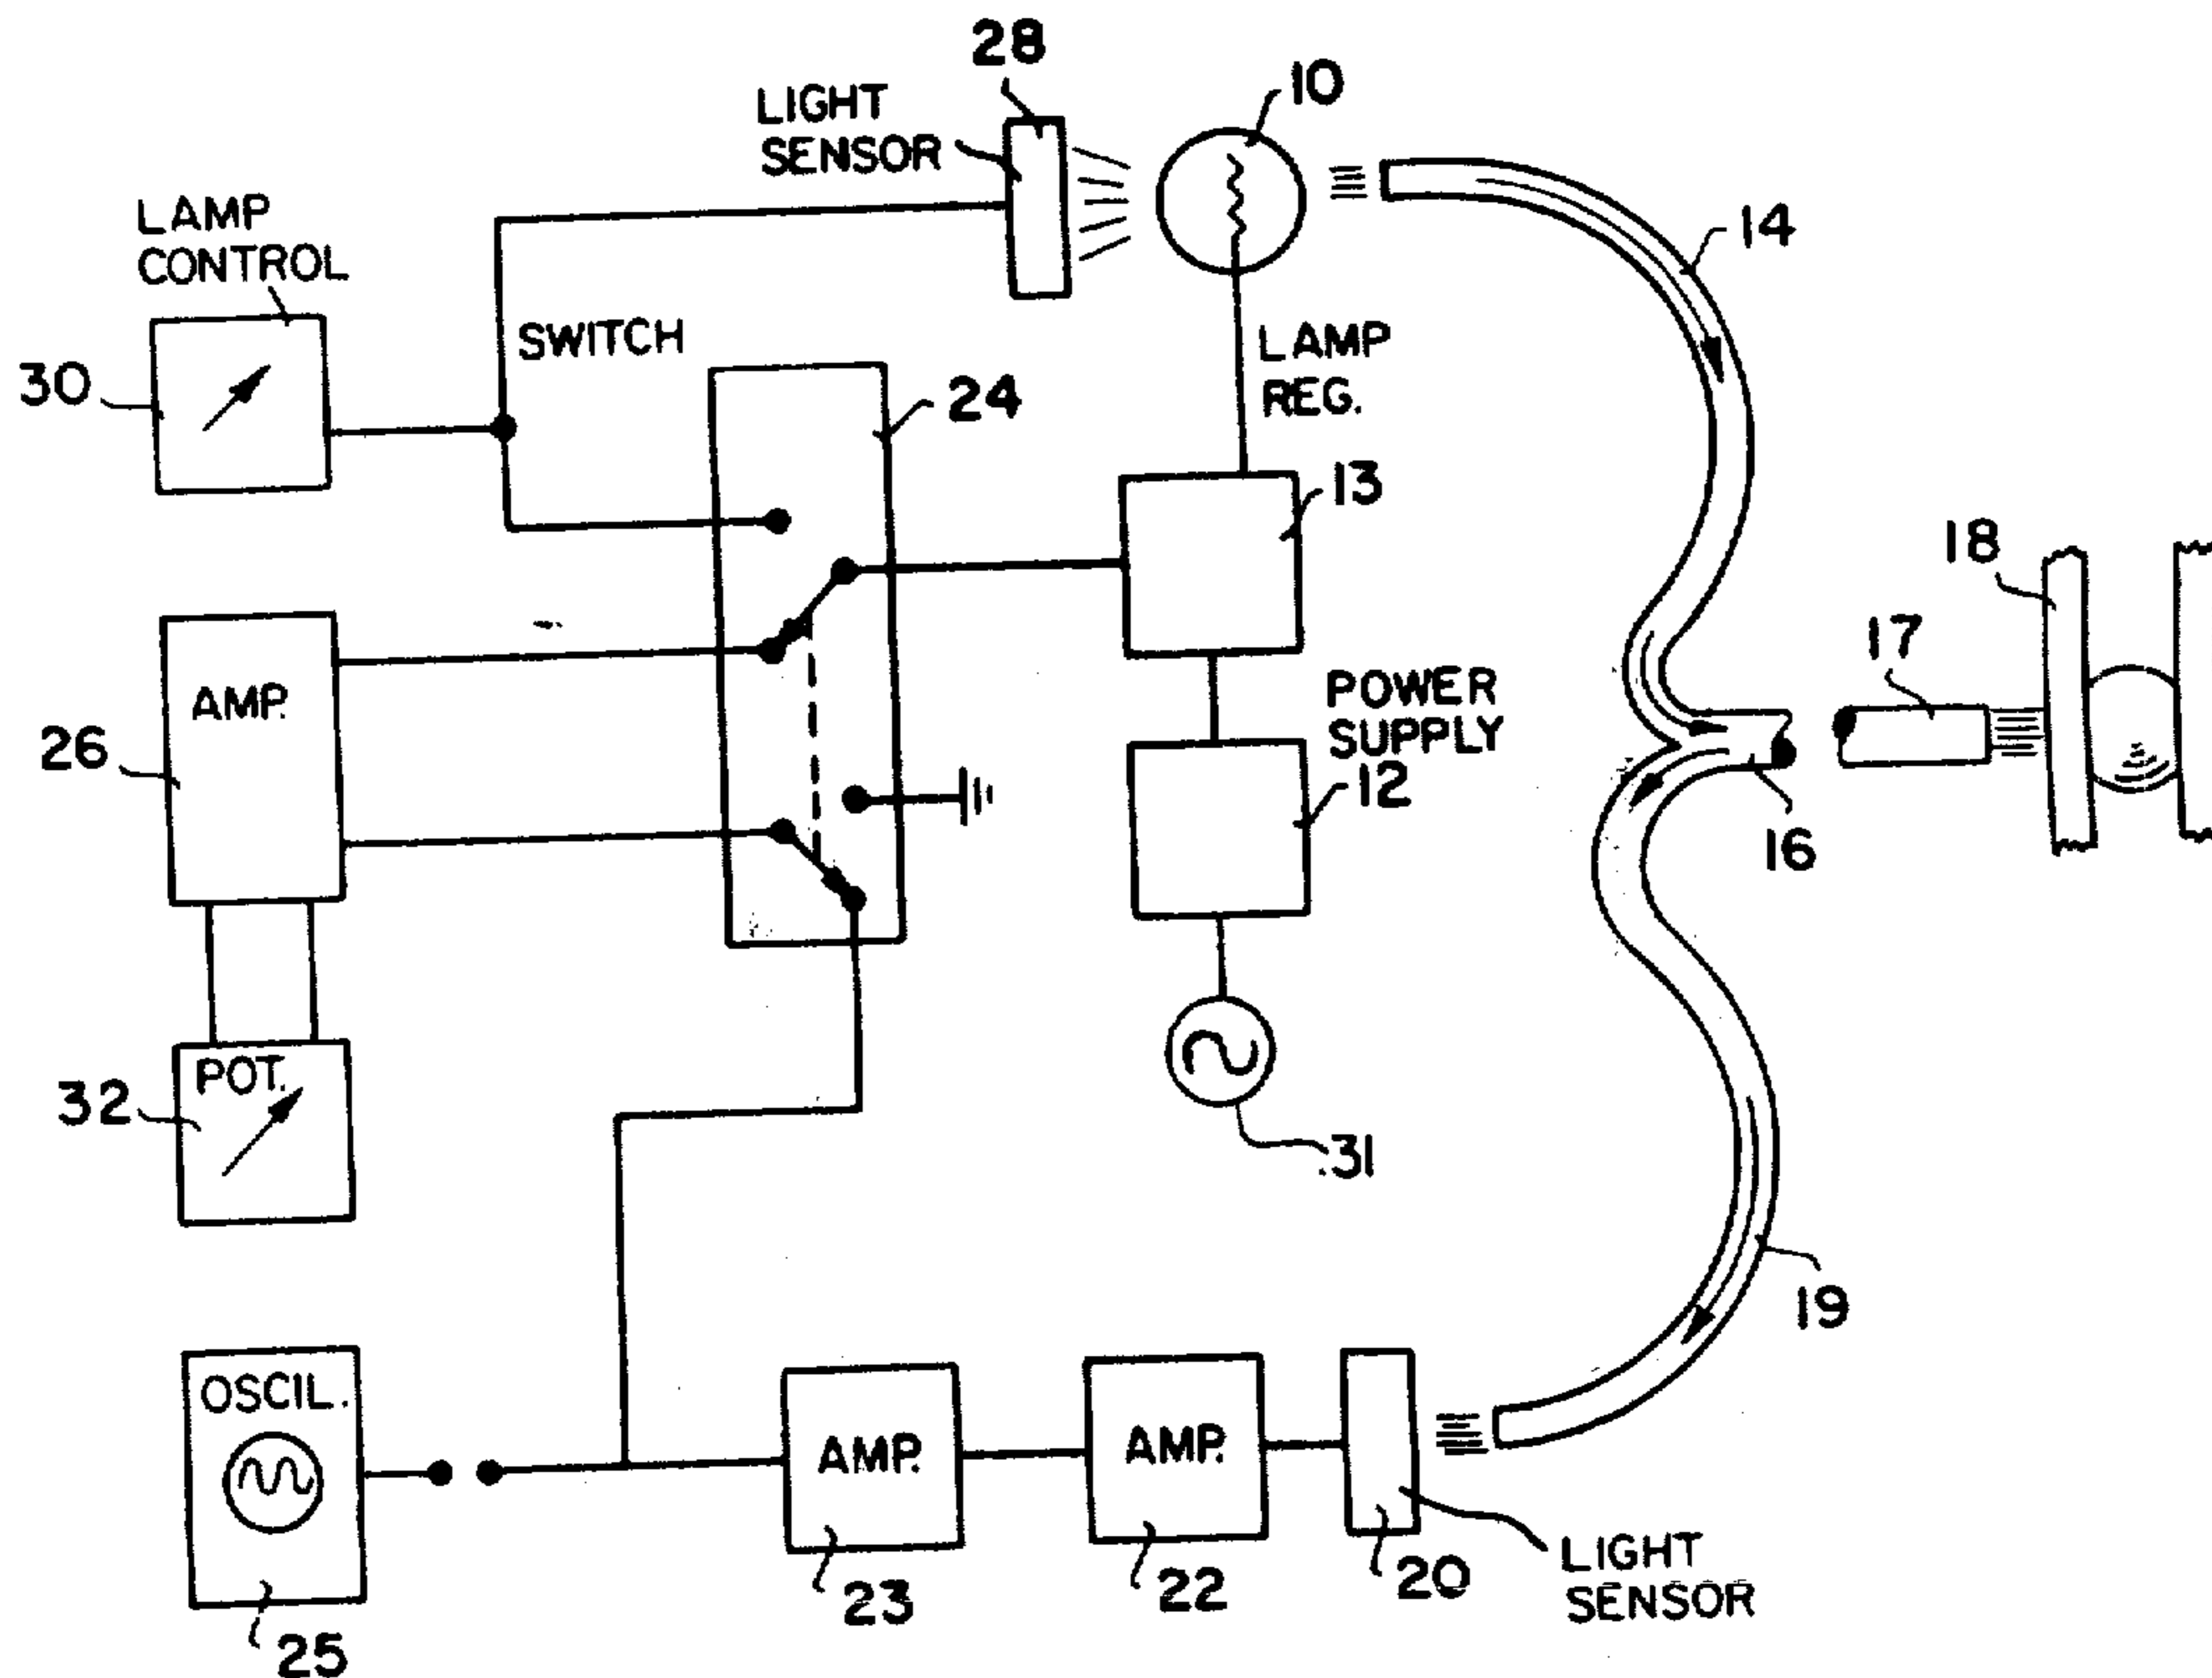 28
10
LIGHT
SENSOR
14
LAMP
CONTROL
SWITCH
LAMP
REG.
30
24
13
18
17
AMP.
POWER
SUPPLY
26
12
16
POT.
32
31
19
OSCIL.
AMP.
AMP.
LIGHT
SENSOR
20
22
23
25